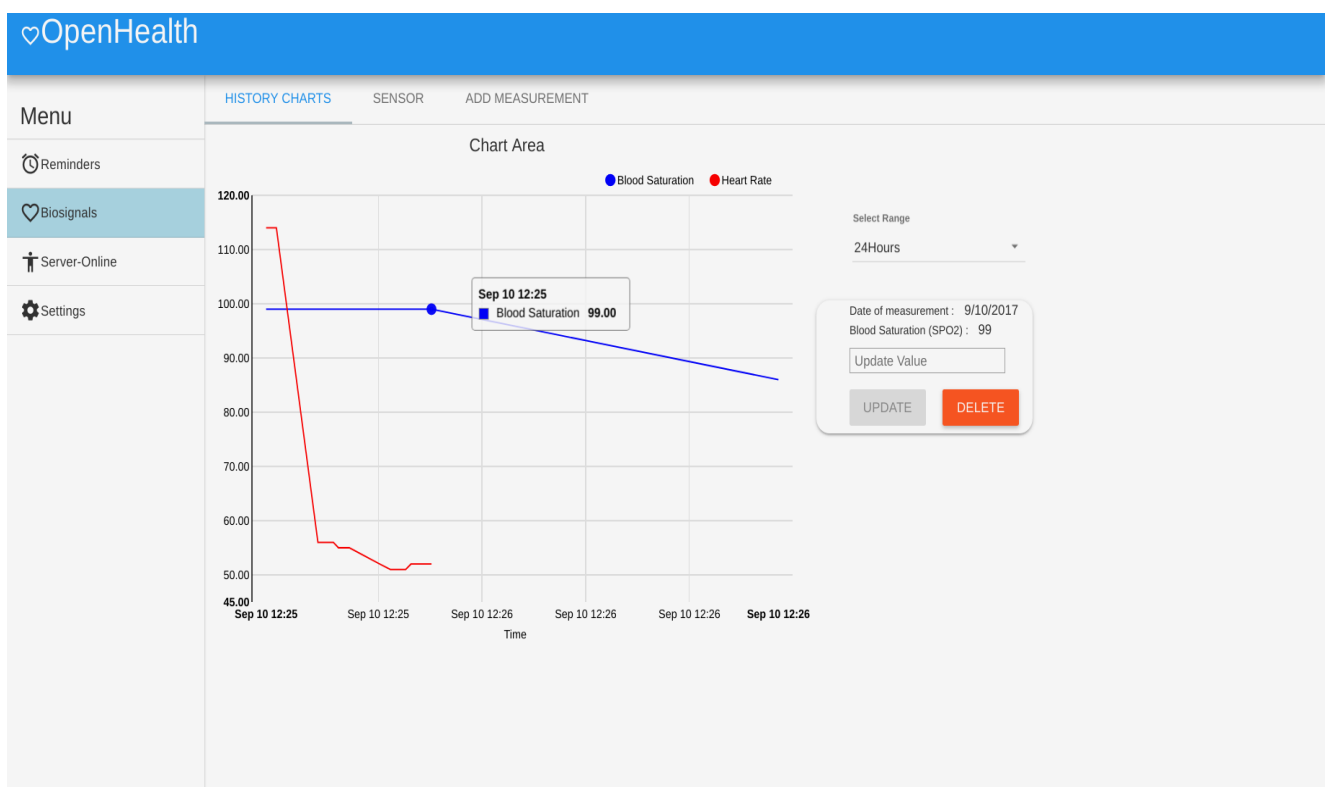 OpenHealth
Menu
Reminders
Biosignals
Server-Online
Settings
HISTORY CHARTS SENSOR ADD MEASUREMENT
Chart Area
Blood Saturation Heart Rate
120.00
110.00
100.00
90.00
80.00
70.00
60.00
50.00
45.00
Sep 10 12:25
Blood Saturation 99.00
Sep 10 12:25 Sep 10 12:25 Sep 10 12:26 Sep 10 12:26 Sep 10 12:26 Sep 10 12:26
Time
Select Range
24Hours
Date of measurement : 9/10/2017
Blood Saturation (SPO2) : 99
Update Value
UPDATE DELETE